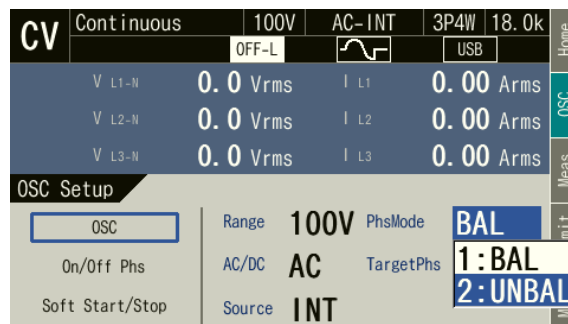 CV Continuous 100V AC-INT 3P4W 18.0k
OFF-L USB
V L1-N 0.0 Vrms I L1 0.00 Arms
V L2-N 0.0 Vrms I L2 0.00 Arms
V L3-N 0.0 Vrms I L3 0.00 Arms
OSC Setup
OSC Range 100V PhsMode BAL
On/Off Phs AC/DC AC TargetPhs 1:BAL
Soft Start/Stop Source INT 2:UNBAL
Home
OSC
Meas